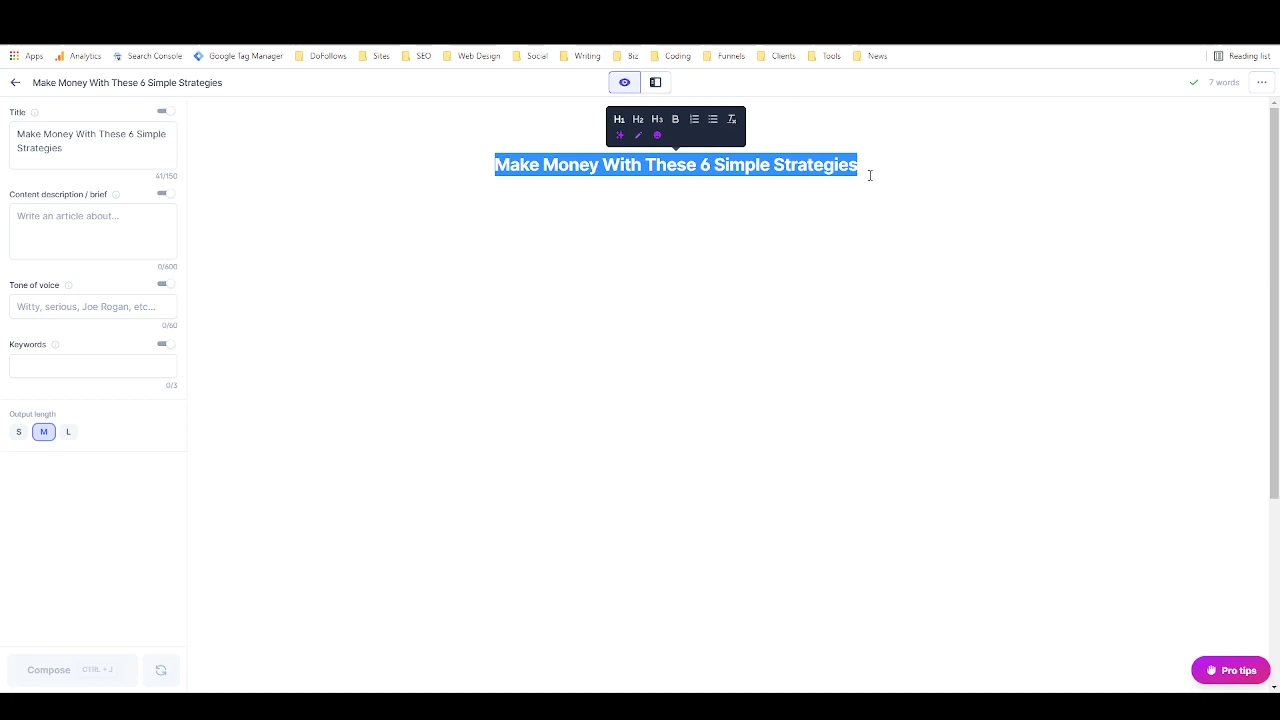 Apps Analytics Search Console Google Tag Manager DoFollows Sites SEO Web Design Social Writing Biz Coding Funnels Clients Tools News Reading list
Make Money With These 6 Simple Strategies 7 words
Title
Make Money With These 6 Simple
Strategies
41/150
Content description / brief
Write an article about...
0/600
Tone of voice
Witty, serious, Joe Rogan, etc...
0/60
Keywords
0/3
Output length
S M L
Compose CTRL + J
H1 H2 H3 B
Make Money With These 6 Simple Strategies
Pro tips